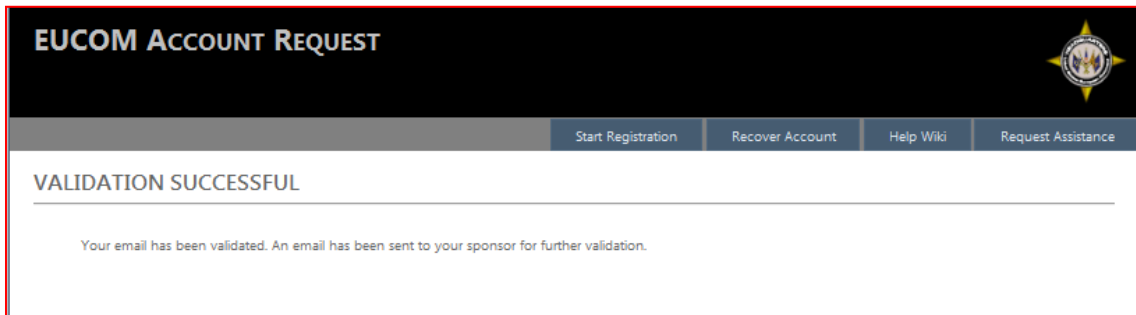 EUCOM ACCOUNT REQUEST
Start Registration Recover Account Help Wiki Request Assistance
VALIDATION SUCCESSFUL
Your email has been validated. An email has been sent to your sponsor for further validation.